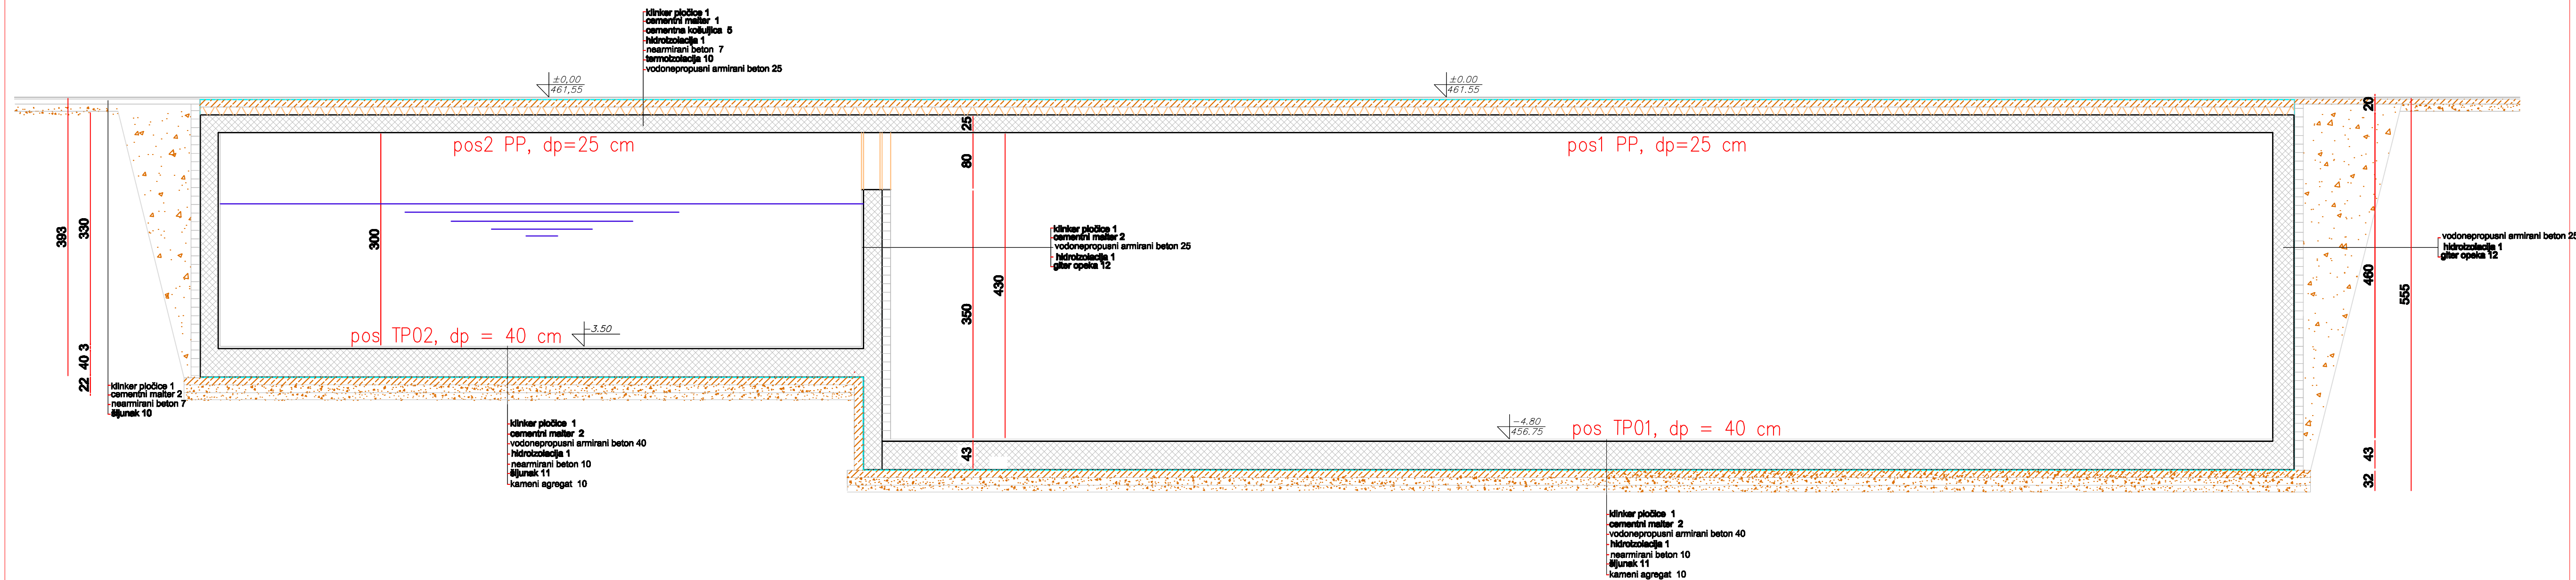 klinker pločice 1
cementni malter 1
cementna košuljica 5
hidroizolacija 1
nearmirani beton 7
termoizolacija 10
vodonepropusni armirani beton 25
±0,00
461,55
±0.00
461.55
pos2 PP, dp=25 cm
pos1 PP, dp=25 cm
25
80
350
43
430
300
393
330
3
40
22
20
460
43
32
555
klinker pločice 1
cementni malter 2
vodonepropusni armirani beton 25
hidroizolacija 1
giter opeka 12
vodonepropusni armirani beton 25
hidroizolacija 1
giter opeka 12
pos TP02, dp = 40 cm
-3.50
klinker pločice 1
cementni malter 2
nearmirani beton 7
šljunak 10
-4.80
456.75
pos TP01, dp = 40 cm
klinker pločice 1
cementni malter 2
vodonepropusni armirani beton 40
hidroizolacija 1
nearmirani beton 10
šljunak 11
kameni agregat 10
klinker pločice 1
cementni malter 2
vodonepropusni armirani beton 40
hidroizolacija 1
nearmirani beton 10
šljunak 11
kameni agregat 10